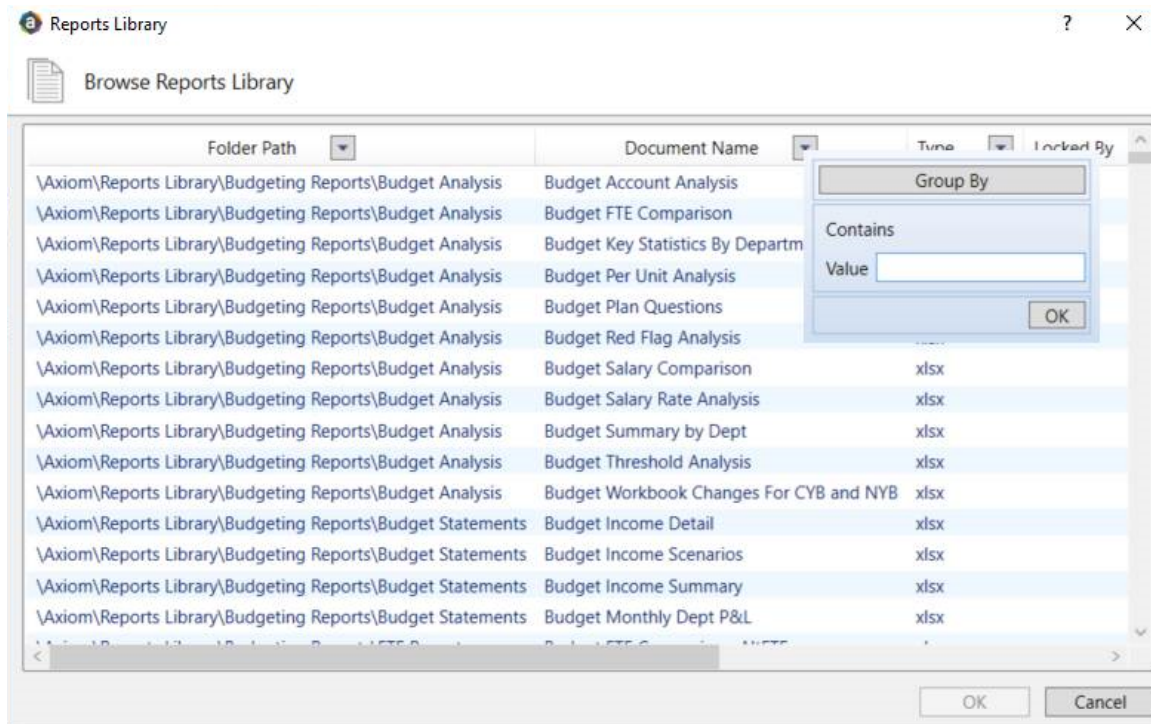 Reports Library ?
Browse Reports Library
Folder Path Document Name Type Locked By
\Axiom\Reports Library\Budgeting Reports\Budget Analysis Budget Account Analysis
Group By
\Axiom\Reports Library\Budgeting Reports\Budget Analysis Budget FTE Comparison
Contains
\Axiom\Reports Library\Budgeting Reports\Budget Analysis Budget Key Statistics By Departm
Value
\Axiom\Reports Library\Budgeting Reports\Budget Analysis Budget Per Unit Analysis
\Axiom\Reports Library\Budgeting Reports\Budget Analysis Budget Plan Questions
OK
\Axiom\Reports Library\Budgeting Reports\Budget Analysis Budget Red Flag Analysis
\Axiom\Reports Library\Budgeting Reports\Budget Analysis Budget Salary Comparison xlsx
\Axiom\Reports Library\Budgeting Reports\Budget Analysis Budget Salary Rate Analysis xlsx
\Axiom\Reports Library\Budgeting Reports\Budget Analysis Budget Summary by Dept xlsx
\Axiom\Reports Library\Budgeting Reports\Budget Analysis Budget Threshold Analysis xlsx
\Axiom\Reports Library\Budgeting Reports\Budget Analysis Budget Workbook Changes For CYB and NYB xlsx
\Axiom\Reports Library\Budgeting Reports\Budget Statements Budget Income Detail xlsx
\Axiom\Reports Library\Budgeting Reports\Budget Statements Budget Income Scenarios xlsx
\Axiom\Reports Library\Budgeting Reports\Budget Statements Budget Income Summary xlsx
\Axiom\Reports Library\Budgeting Reports\Budget Statements Budget Monthly Dept P&L xlsx
OK Cancel